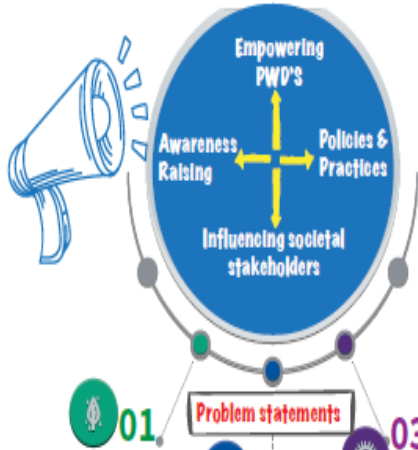 Empowering
PWD'S
Awareness
Raising
Policies &
Practices
Influencing societal
stakeholders
Problem statements
01
03